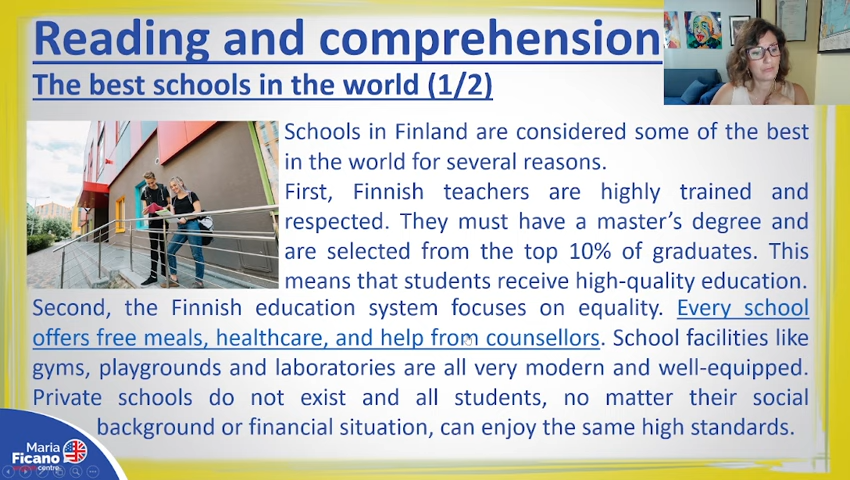 Reading and comprehension
The best schools in the world (1/2)
Schools in Finland are considered some of the best
in the world for several reasons.
First, Finnish teachers are highly trained and
respected. They must have a master's degree and
are selected from the top 10% of graduates. This
means that students receive high-quality education.
Second, the Finnish education system focuses on equality. Every school
offers free meals, healthcare, and help from counsellors. School facilities like
gyms, playgrounds and laboratories are all very modern and well-equipped.
Private schools do not exist and all students, no matter their social
background or financial situation, can enjoy the same high standards.
Maria
Ficano
centre.